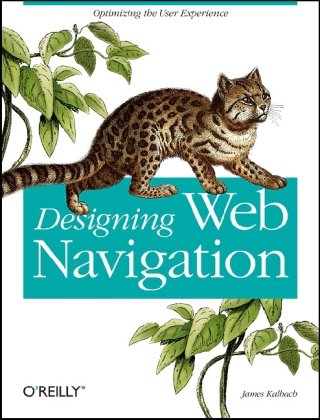 Optimizing the User Experience
Designing Web
Navigation
O'REILLY®
James Kalbach